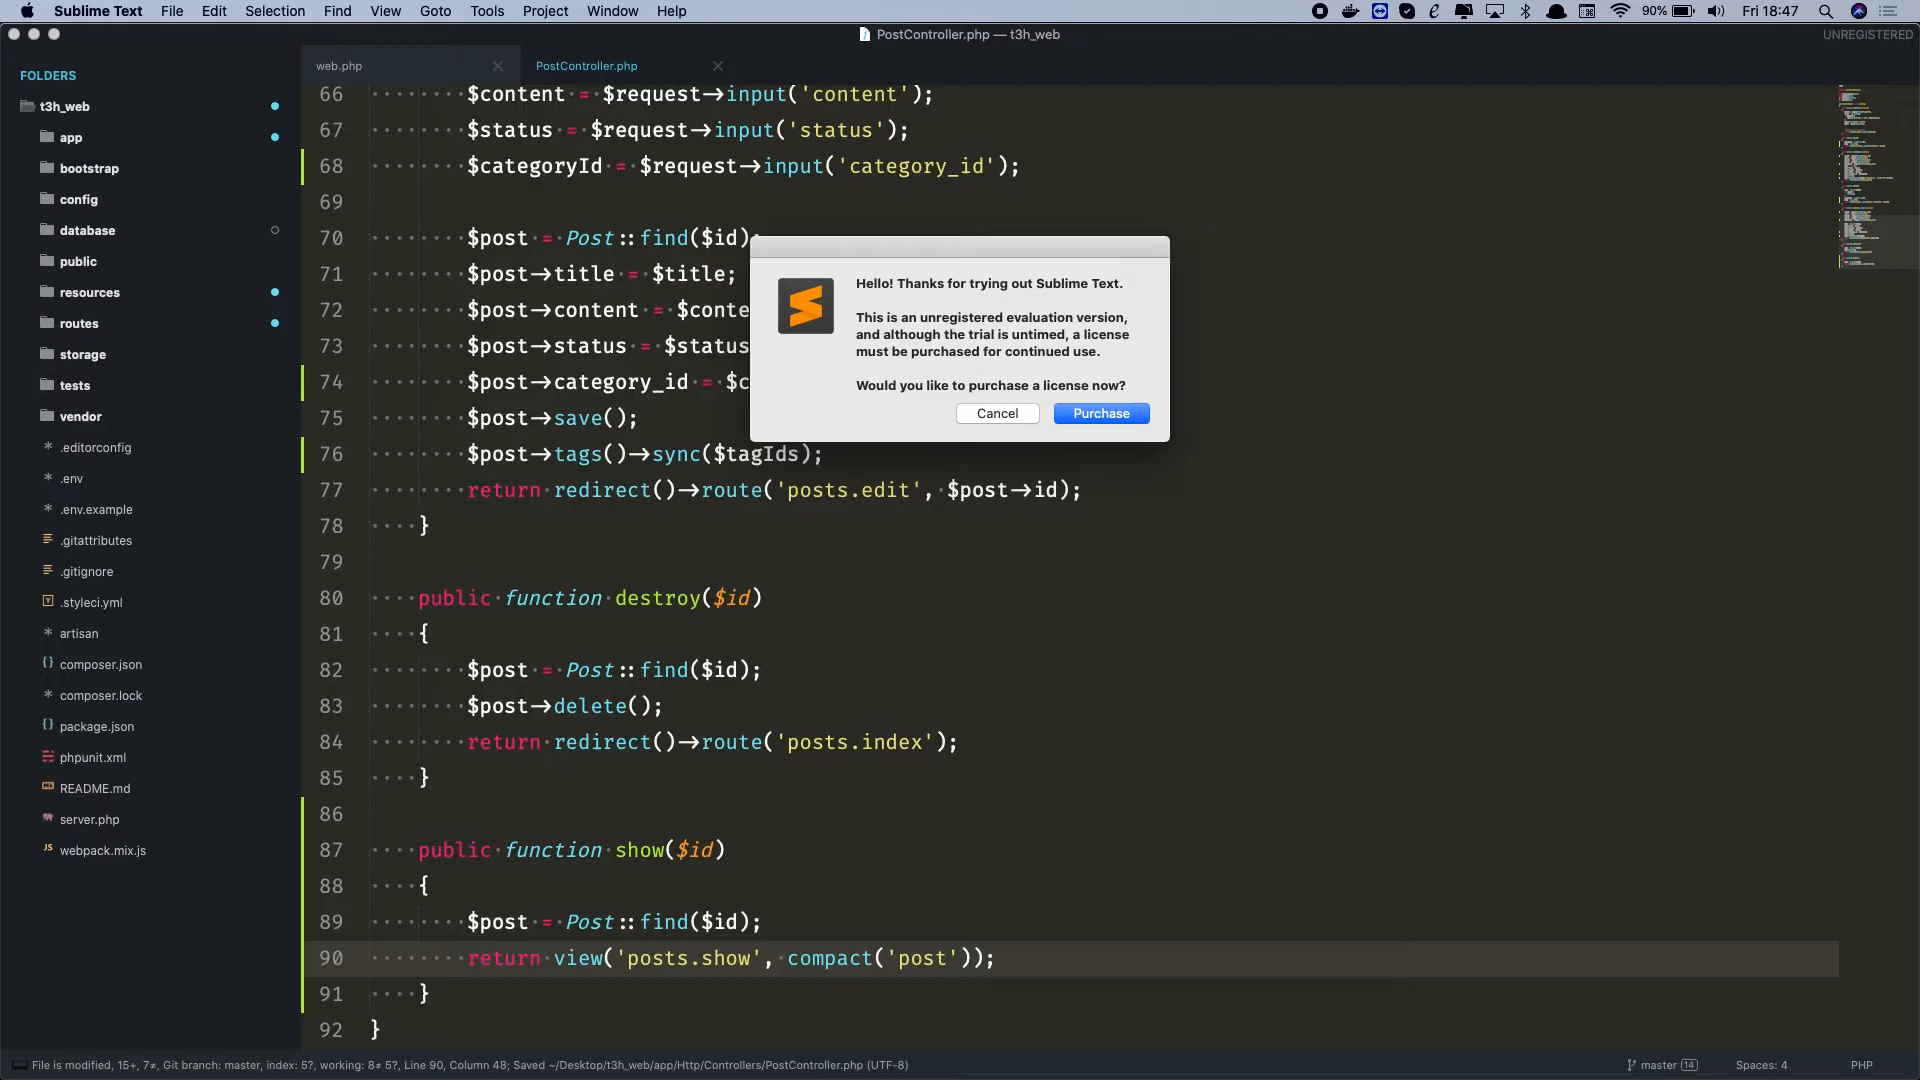 Sublime Text File Edit Selection Find View Goto Tools Project Window Help 90% Fri 18:47
PostController.php — t3h_web UNREGISTERED
web.php PostController.php
FOLDERS
t3h_web
app
bootstrap
config
database
public
resources
routes
storage
tests
vendor
.editorconfig
.env
.env.example
.gitattributes
.gitignore
.styleci.yml
artisan
composer.json
composer.lock
package.json
phpunit.xml
README.md
server.php
webpack.mix.js
66 $content = $request->input('content');
67 $status = $request->input('status');
68 $categoryId = $request->input('category_id');
69
70 $post = Post::find($id);
71 $post->title = $title;
72 $post->content = $conte
73 $post->status = $status
74 $post->category_id = $c
75 $post->save();
76 $post->tags()->sync($tagIds);
77 return redirect()->route('posts.edit', $post->id);
78 }
79
80 public function destroy($id)
81 {
82 $post = Post::find($id);
83 $post->delete();
84 return redirect()->route('posts.index');
85 }
86
87 public function show($id)
88 {
89 $post = Post::find($id);
90 return view('posts.show', compact('post'));
91 }
92 }
Hello! Thanks for trying out Sublime Text.
This is an unregistered evaluation version,
and although the trial is untimed, a license
must be purchased for continued use.
Would you like to purchase a license now?
Cancel Purchase
File is modified, 15+, 7≠, Git branch: master, index: 5?, working: 8≠ 5?, Line 90, Column 48; Saved ~/Desktop/t3h_web/app/Http/Controllers/PostController.php (UTF-8) master 14 Spaces: 4 PHP